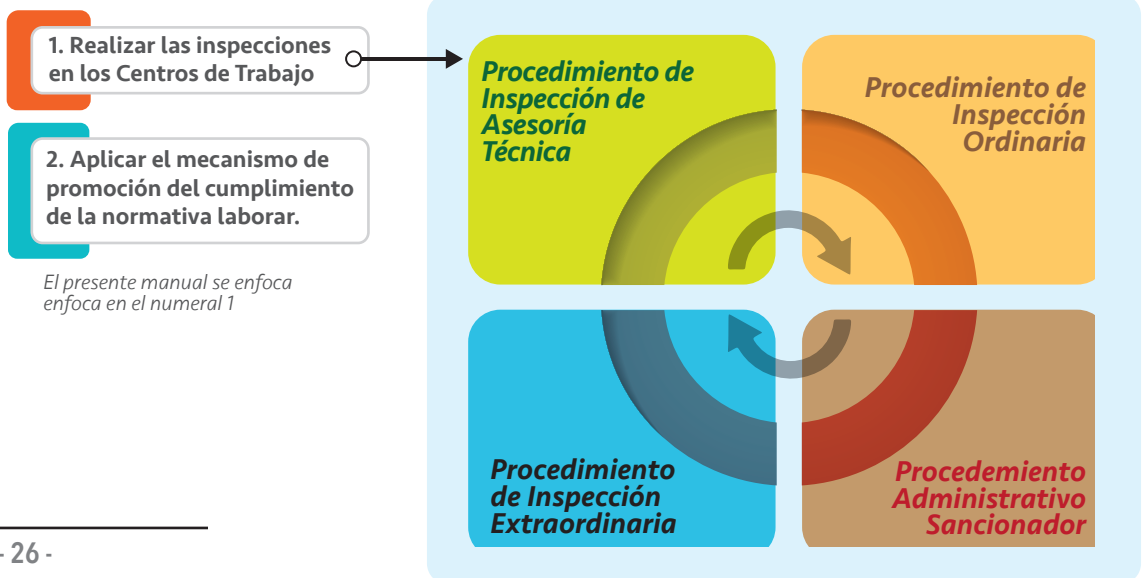 1. Realizar las inspecciones
en los Centros de Trabajo
2. Aplicar el mecanismo de
promoción del cumplimiento
de la normativa laborar.
El presente manual se enfoca
enfoca en el numeral 1
Procedimiento de
Inspección de
Asesoría
Técnica
Procedimiento de
Inspección
Ordinaria
Procedimiento
de Inspección
Extraordinaria
Procedemiento
Administrativo
Sancionador
- 26 -